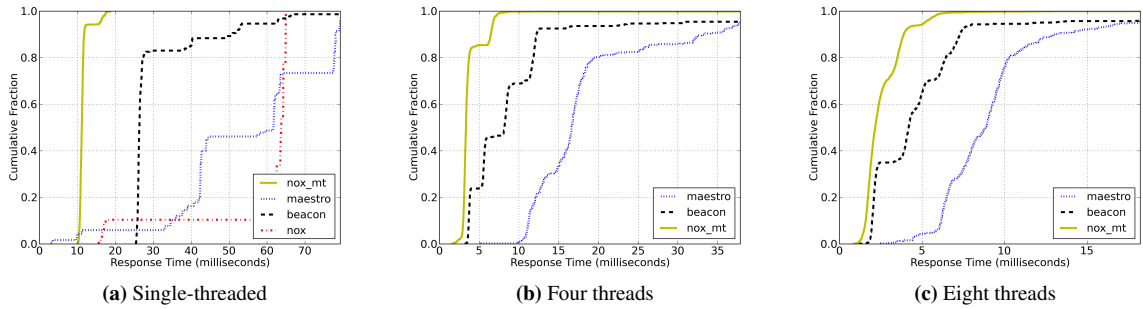 Cumulative Fraction
1.0
0.8
0.6
0.4
0.2
0.0
0 10 20 30 40 50 60 70
Response Time (milliseconds)
nox_mt
maestro
beacon
nox
(a) Single-threaded
Cumulative Fraction
1.0
0.8
0.6
0.4
0.2
0.0
0 5 10 15 20 25 30 35
Response Time (milliseconds)
maestro
beacon
nox_mt
(b) Four threads
Cumulative Fraction
1.0
0.8
0.6
0.4
0.2
0.0
0 5 10 15
Response Time (milliseconds)
maestro
beacon
nox_mt
(c) Eight threads